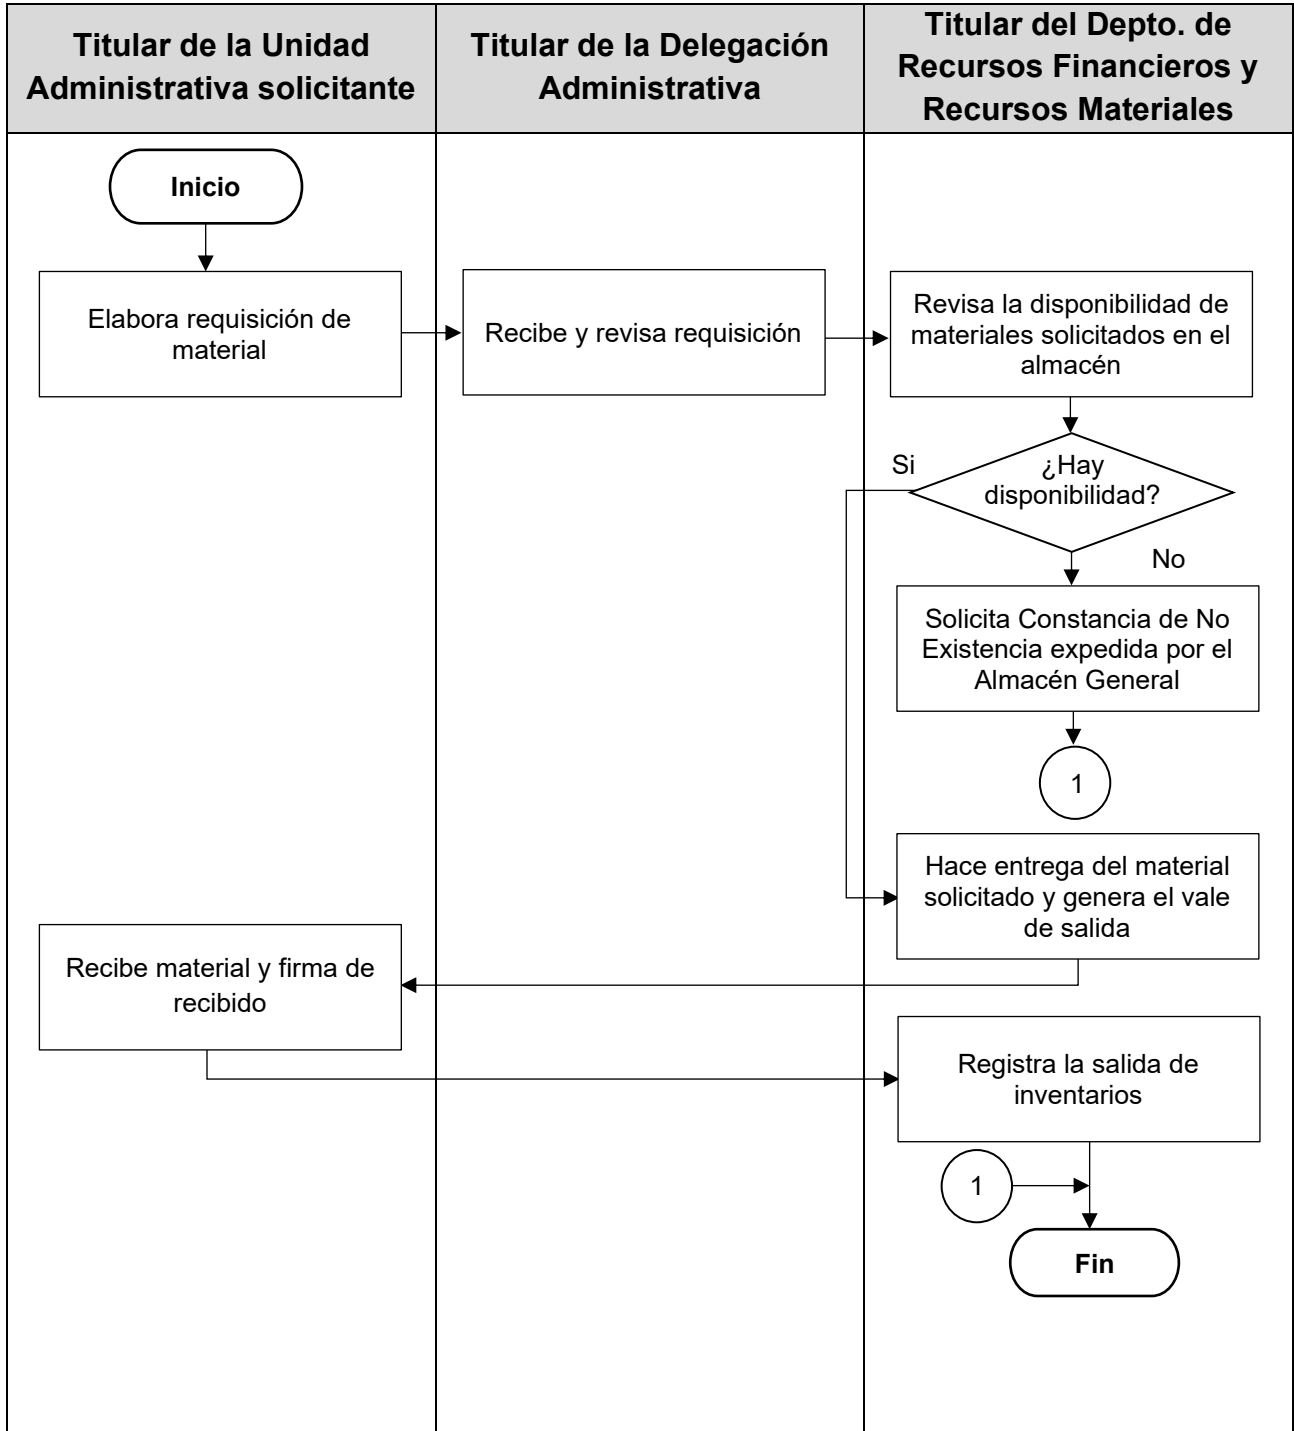 Titular de la Unidad
Administrativa solicitante
Titular de la Delegación
Administrativa
Titular del Depto. de
Recursos Financieros y
Recursos Materiales
Inicio
Elabora requisición de
material
Recibe y revisa requisición
Revisa la disponibilidad de
materiales solicitados en el
almacén
¿Hay
disponibilidad?
Si
No
Solicita Constancia de No
Existencia expedida por el
Almacén General
1
Hace entrega del material
solicitado y genera el vale
de salida
Recibe material y firma de
recibido
Registra la salida de
inventarios
1
Fin